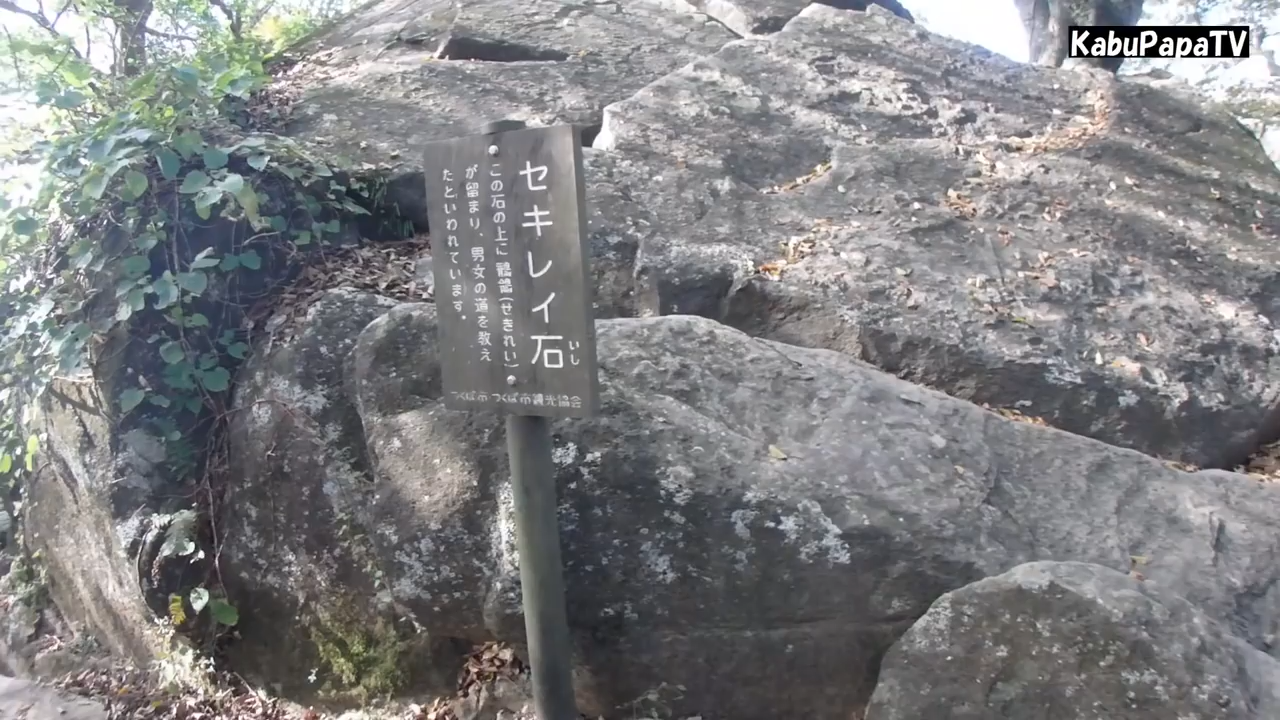 KabuPapaTV
セキレイ石
いし
この石の上に鶺鴒(せきれい)
が留まり、男女の道を教え
たといわれています。
つくば市 つくば市観光協会